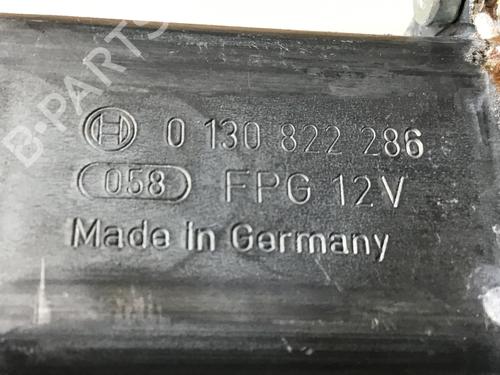 0 130 822 286
058 FPG 12V
Made in Germany
B-PARTS